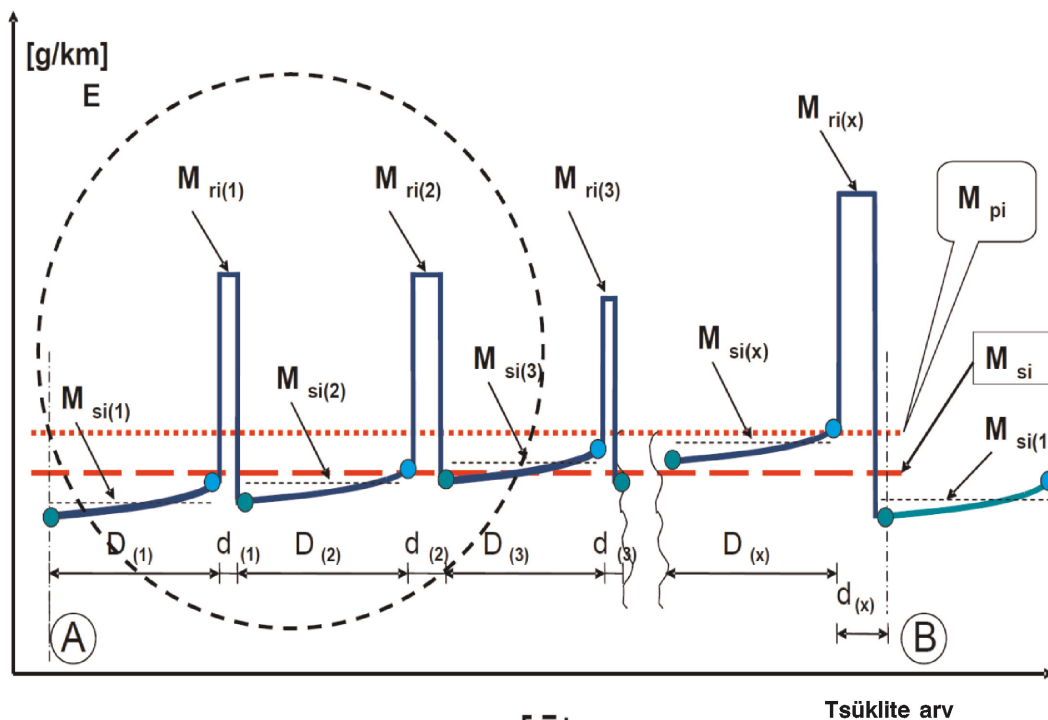 [g/km]
E
M ri(1)
M ri(2)
M ri(3)
M ri(x)
M pi
M si(1)
M si(2)
M si(3)
M si(x)
M si
M si(1
D (1)
d (1)
D (2)
d (2)
D (3)
d (3)
D (x)
d (x)
A
B
Tsüklite arv